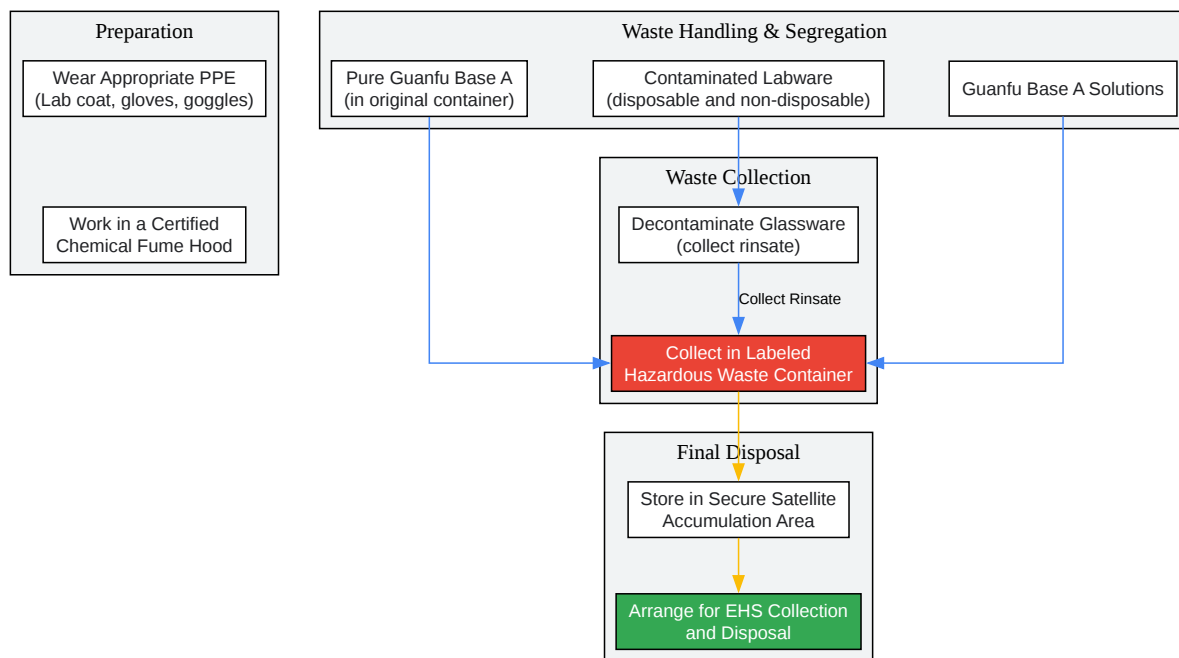 Preparation
Wear Appropriate PPE
(Lab coat, gloves, goggles)
Work in a Certified
Chemical Fume Hood
Waste Handling & Segregation
Pure Guanfu Base A
(in original container)
Contaminated Labware
(disposable and non-disposable)
Guanfu Base A Solutions
Waste Collection
Decontaminate Glassware
(collect rinsate)
Collect Rinsate
Collect in Labeled
Hazardous Waste Container
Final Disposal
Store in Secure Satellite
Accumulation Area
Arrange for EHS Collection
and Disposal